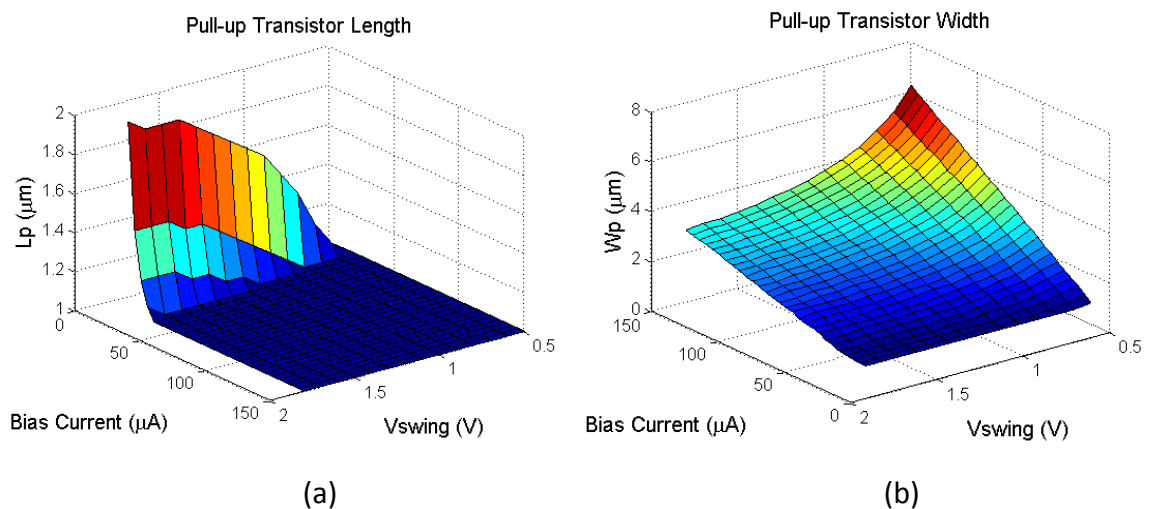 Pull-up Transistor Length
2
1.8
1.6
1.4
1.2
1
Lp (μm)
0
50
100
150
Bias Current (μA)
2
1.5
1
0.5
Vswing (V)
(a)
Pull-up Transistor Width
8
6
4
2
0
Wp (μm)
150
100
50
0
Bias Current (μA)
2
1.5
1
0.5
Vswing (V)
(b)